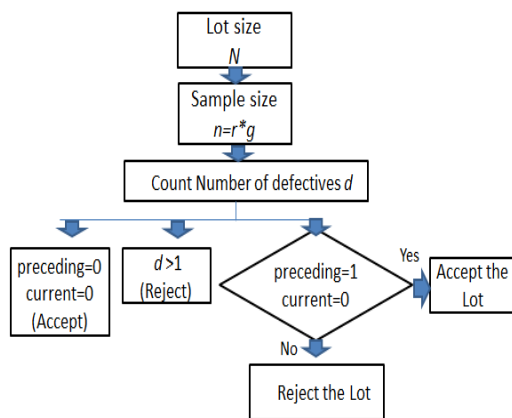 Lot size
N
Sample size
n=r*g
Count Number of defectives d
preceding=0
current=0
(Accept)
d>1
(Reject)
preceding=1
current=0
Yes
Accept the
Lot
No
Reject the Lot